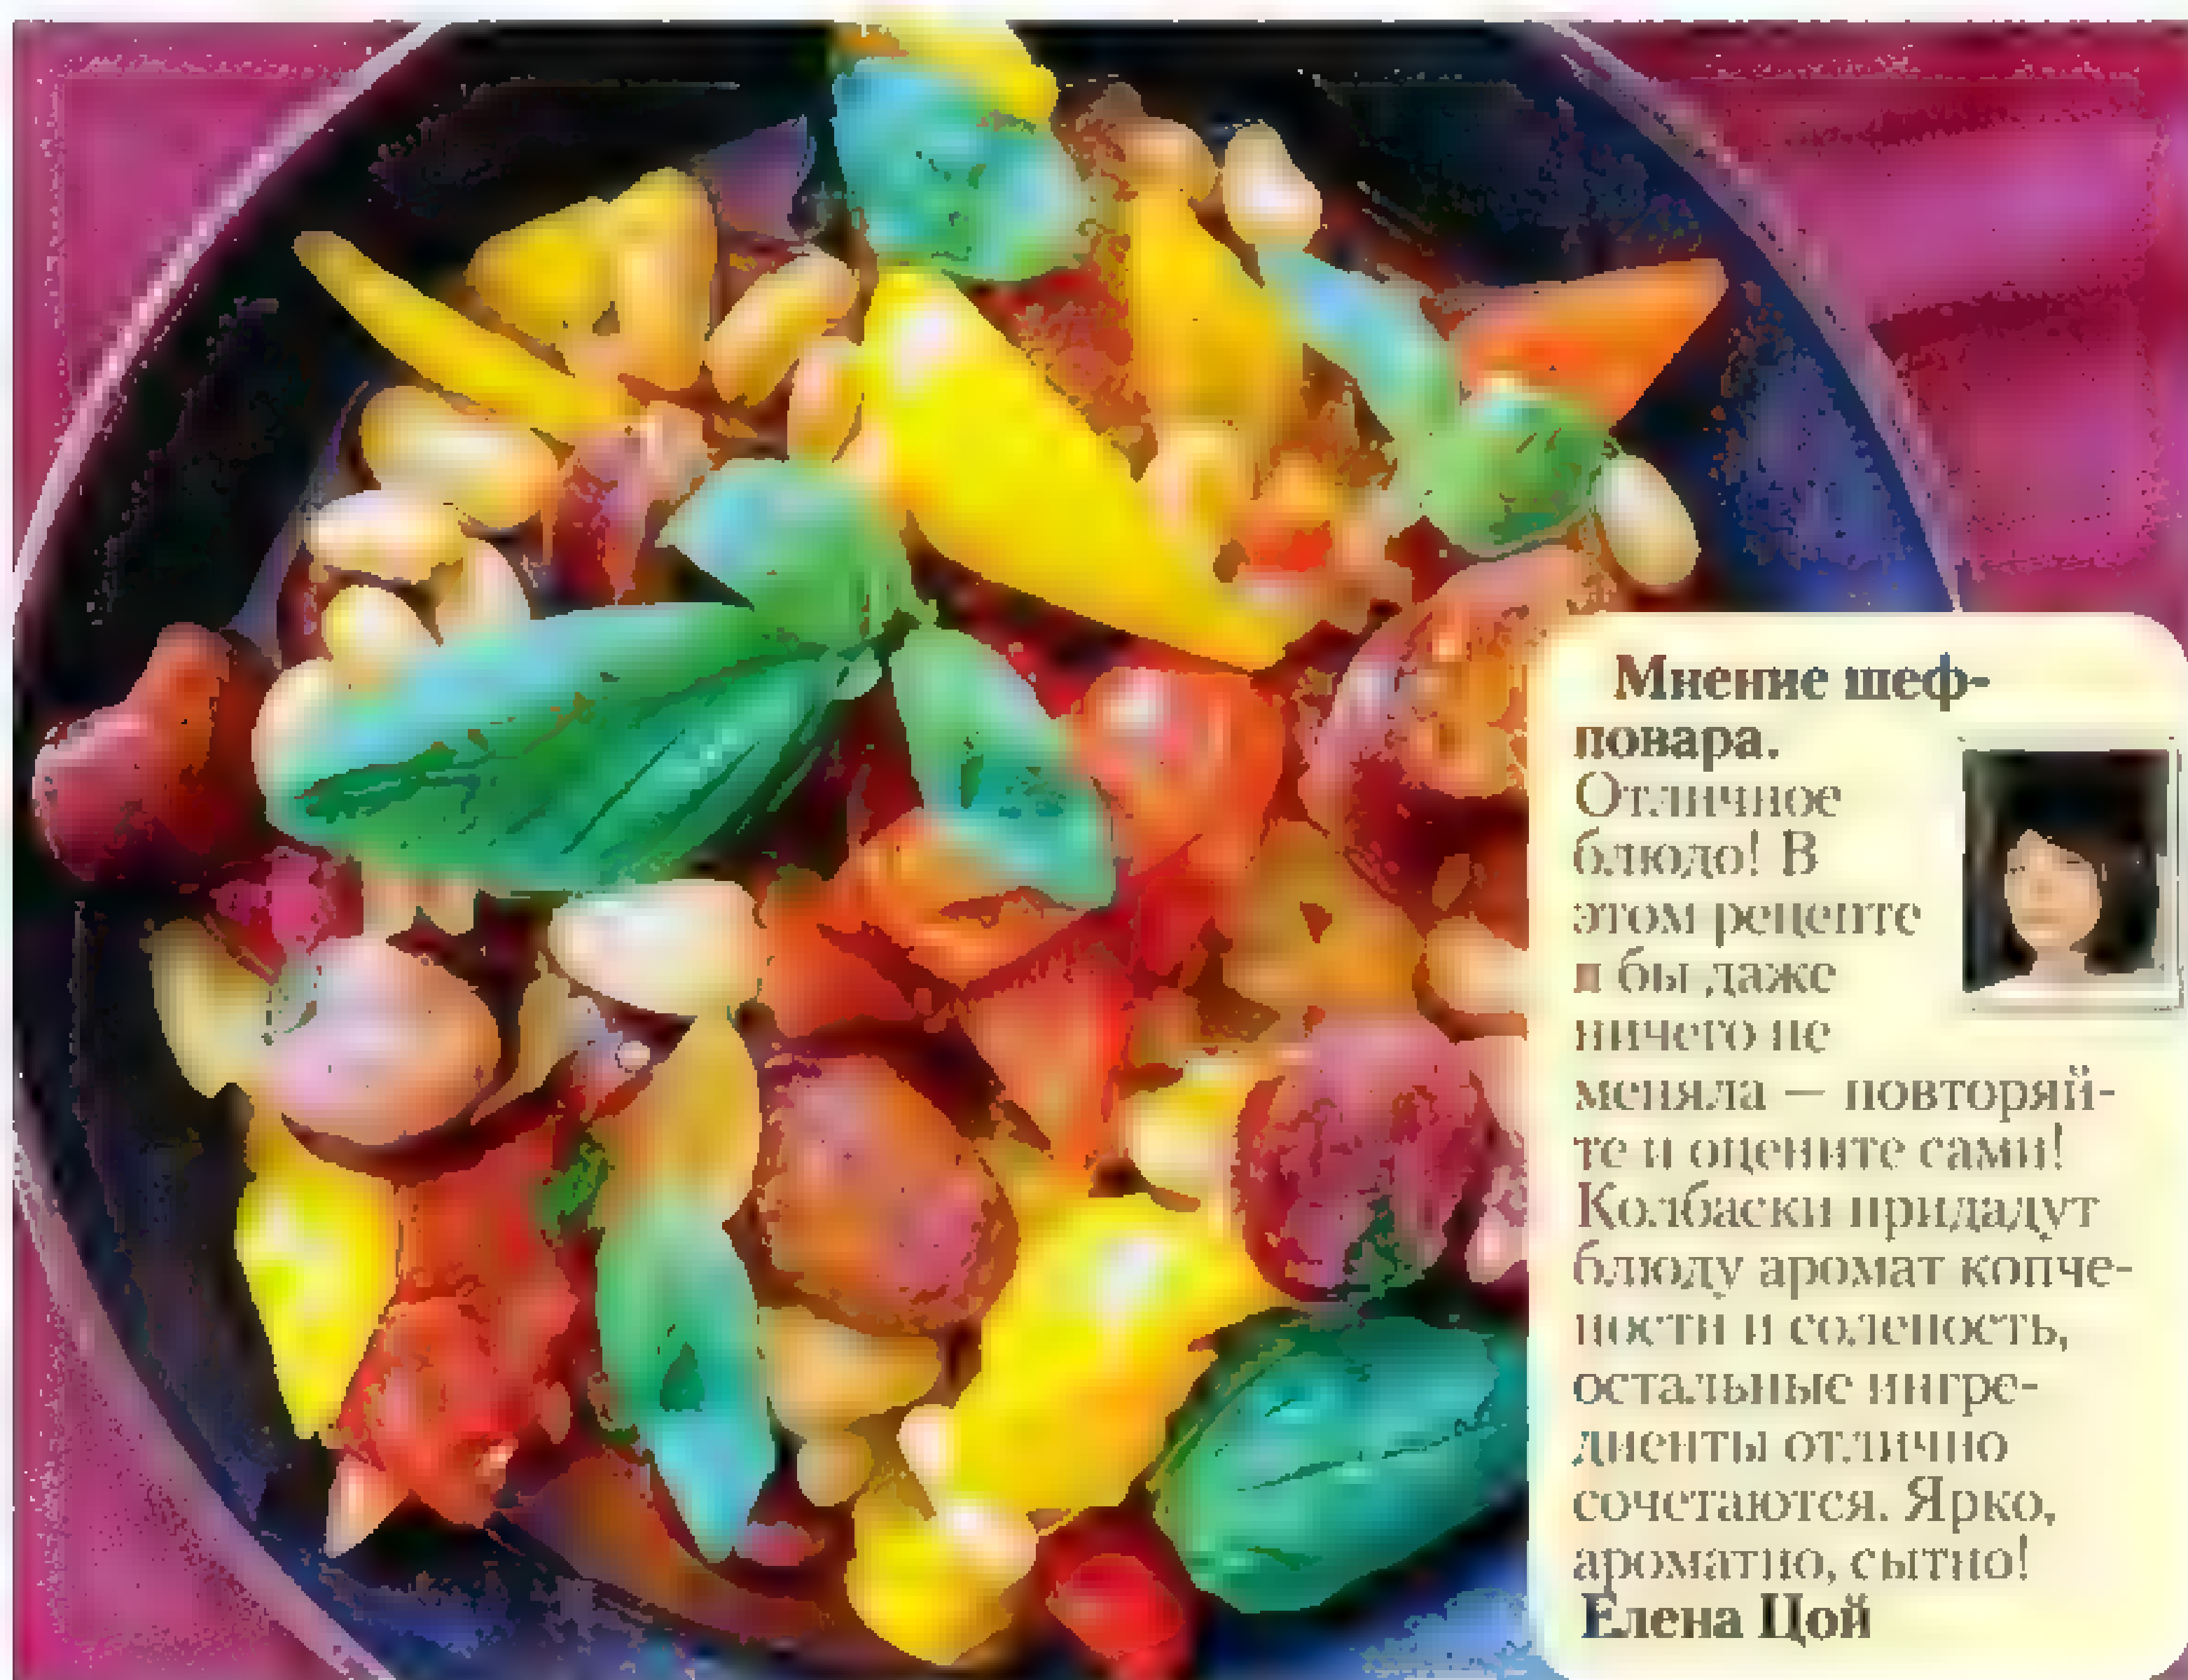 Мнение шеф-
повара.
Отличное
блюдо! В
этом рецепте
я бы даже
ничего не
меняла — повторяй-
те и оцените сами!
Колбаски придадут
блюду аромат копче-
ности и соленость,
остальные ингре-
диенты отлично
сочетаются. Ярко,
ароматно, сытно!
Елена Цой